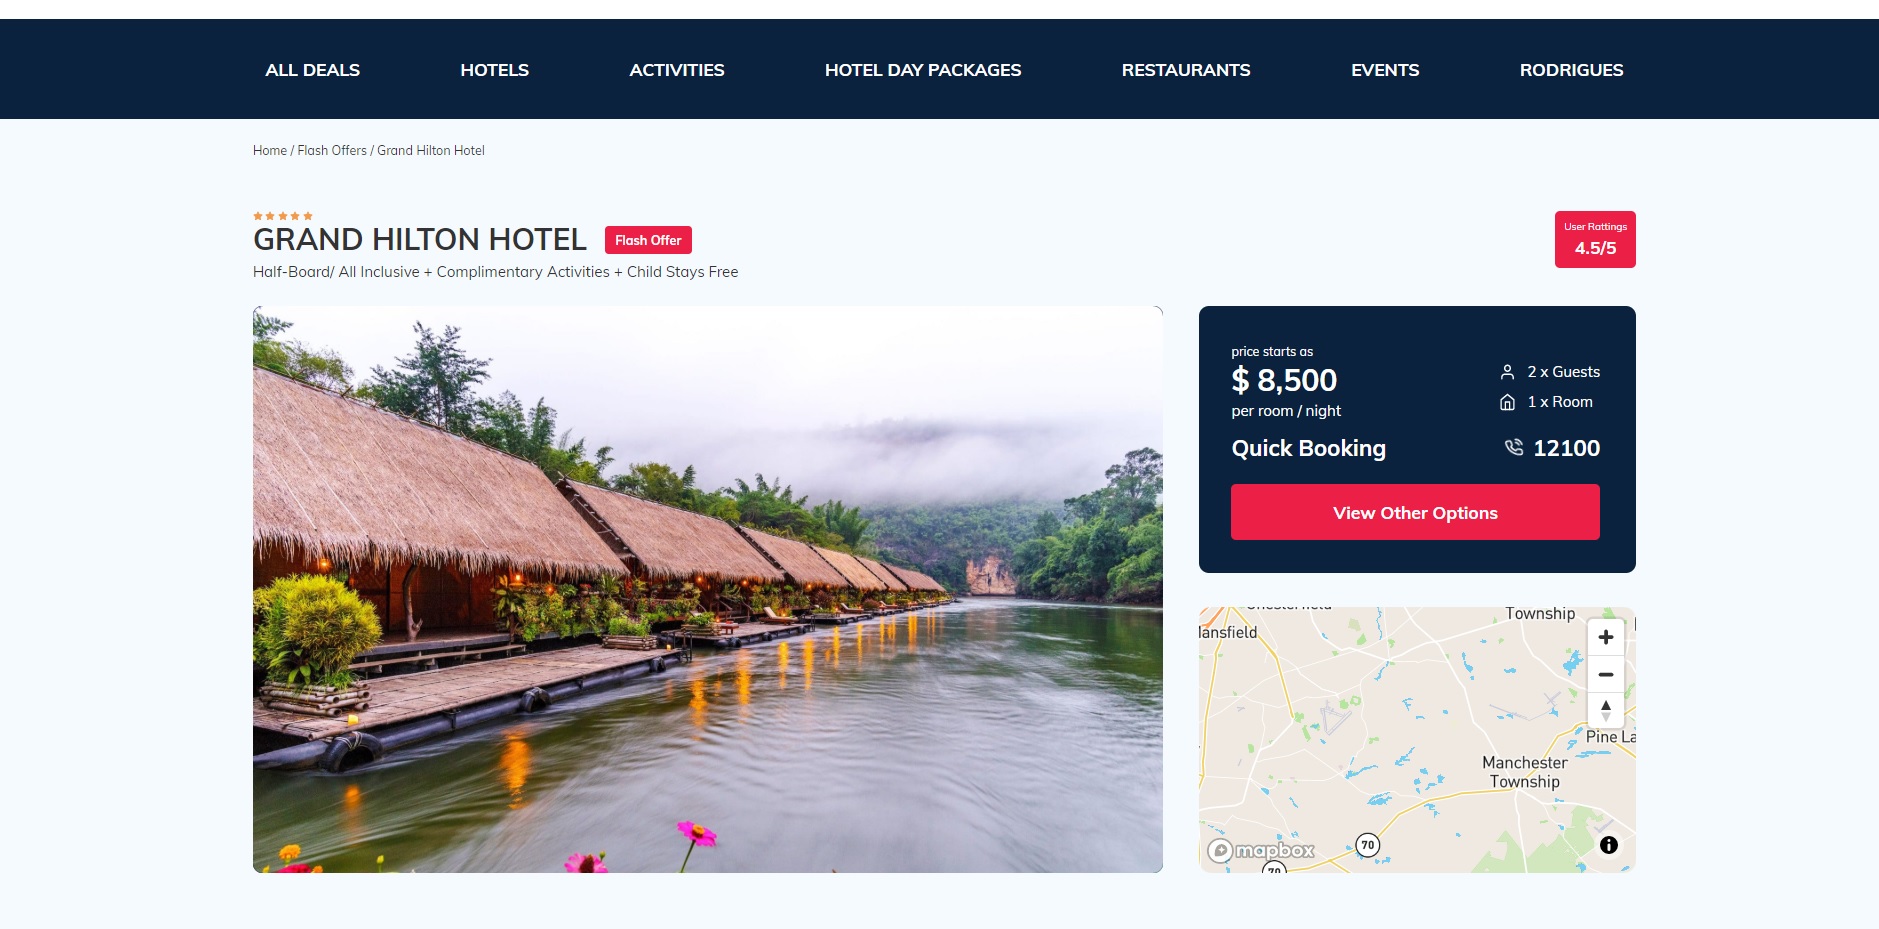 ALL DEALS HOTELS ACTIVITIES HOTEL DAY PACKAGES RESTAURANTS EVENTS RODRIGUES
Home / Flash Offers / Grand Hilton Hotel
GRAND HILTON HOTEL Flash Offer
Half-Board/ All Inclusive + Complimentary Activities + Child Stays Free
User Rattings
4.5/5
price starts as
$ 8,500
per room / night
2 x Guests
1 x Room
Quick Booking 12100
View Other Options
Township
Pine La
Manchester
Township
70
70
mapbox